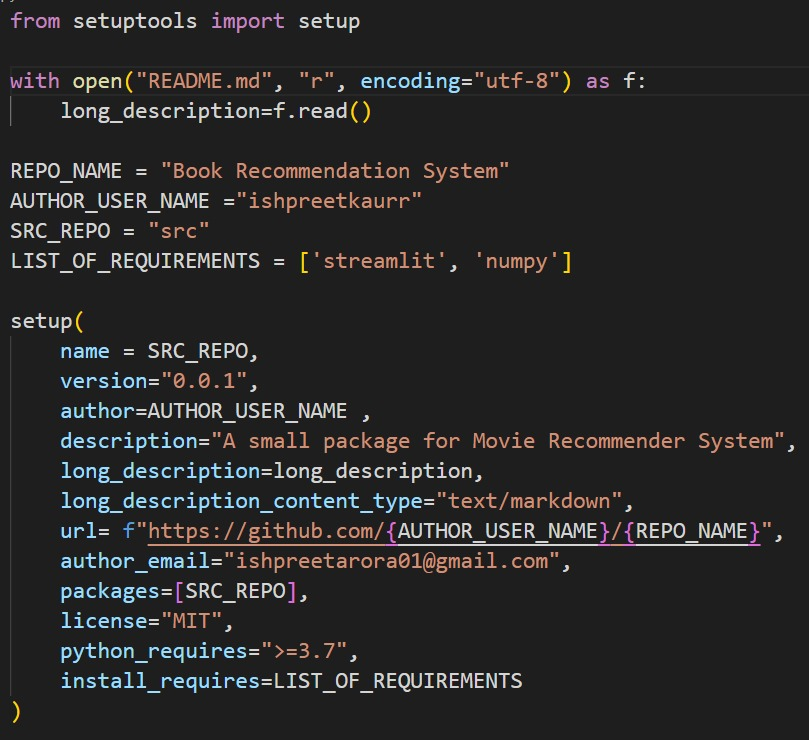 from setuptools import setup
with open("README.md", "r", encoding="utf-8") as f:
    long_description=f.read()
REPO_NAME = "Book Recommendation System"
AUTHOR_USER_NAME ="ishpreetkaurr"
SRC_REPO = "src"
LIST_OF_REQUIREMENTS = ['streamlit', 'numpy']
setup(
    name = SRC_REPO,
    version="0.0.1",
    author=AUTHOR_USER_NAME ,
    description="A small package for Movie Recommender System",
    long_description=long_description,
    long_description_content_type="text/markdown",
    url= f"https://github.com/{AUTHOR_USER_NAME}/{REPO_NAME}",
    author_email="ishpreetarora01@gmail.com",
    packages=[SRC_REPO],
    license="MIT",
    python_requires=">=3.7",
    install_requires=LIST_OF_REQUIREMENTS
)